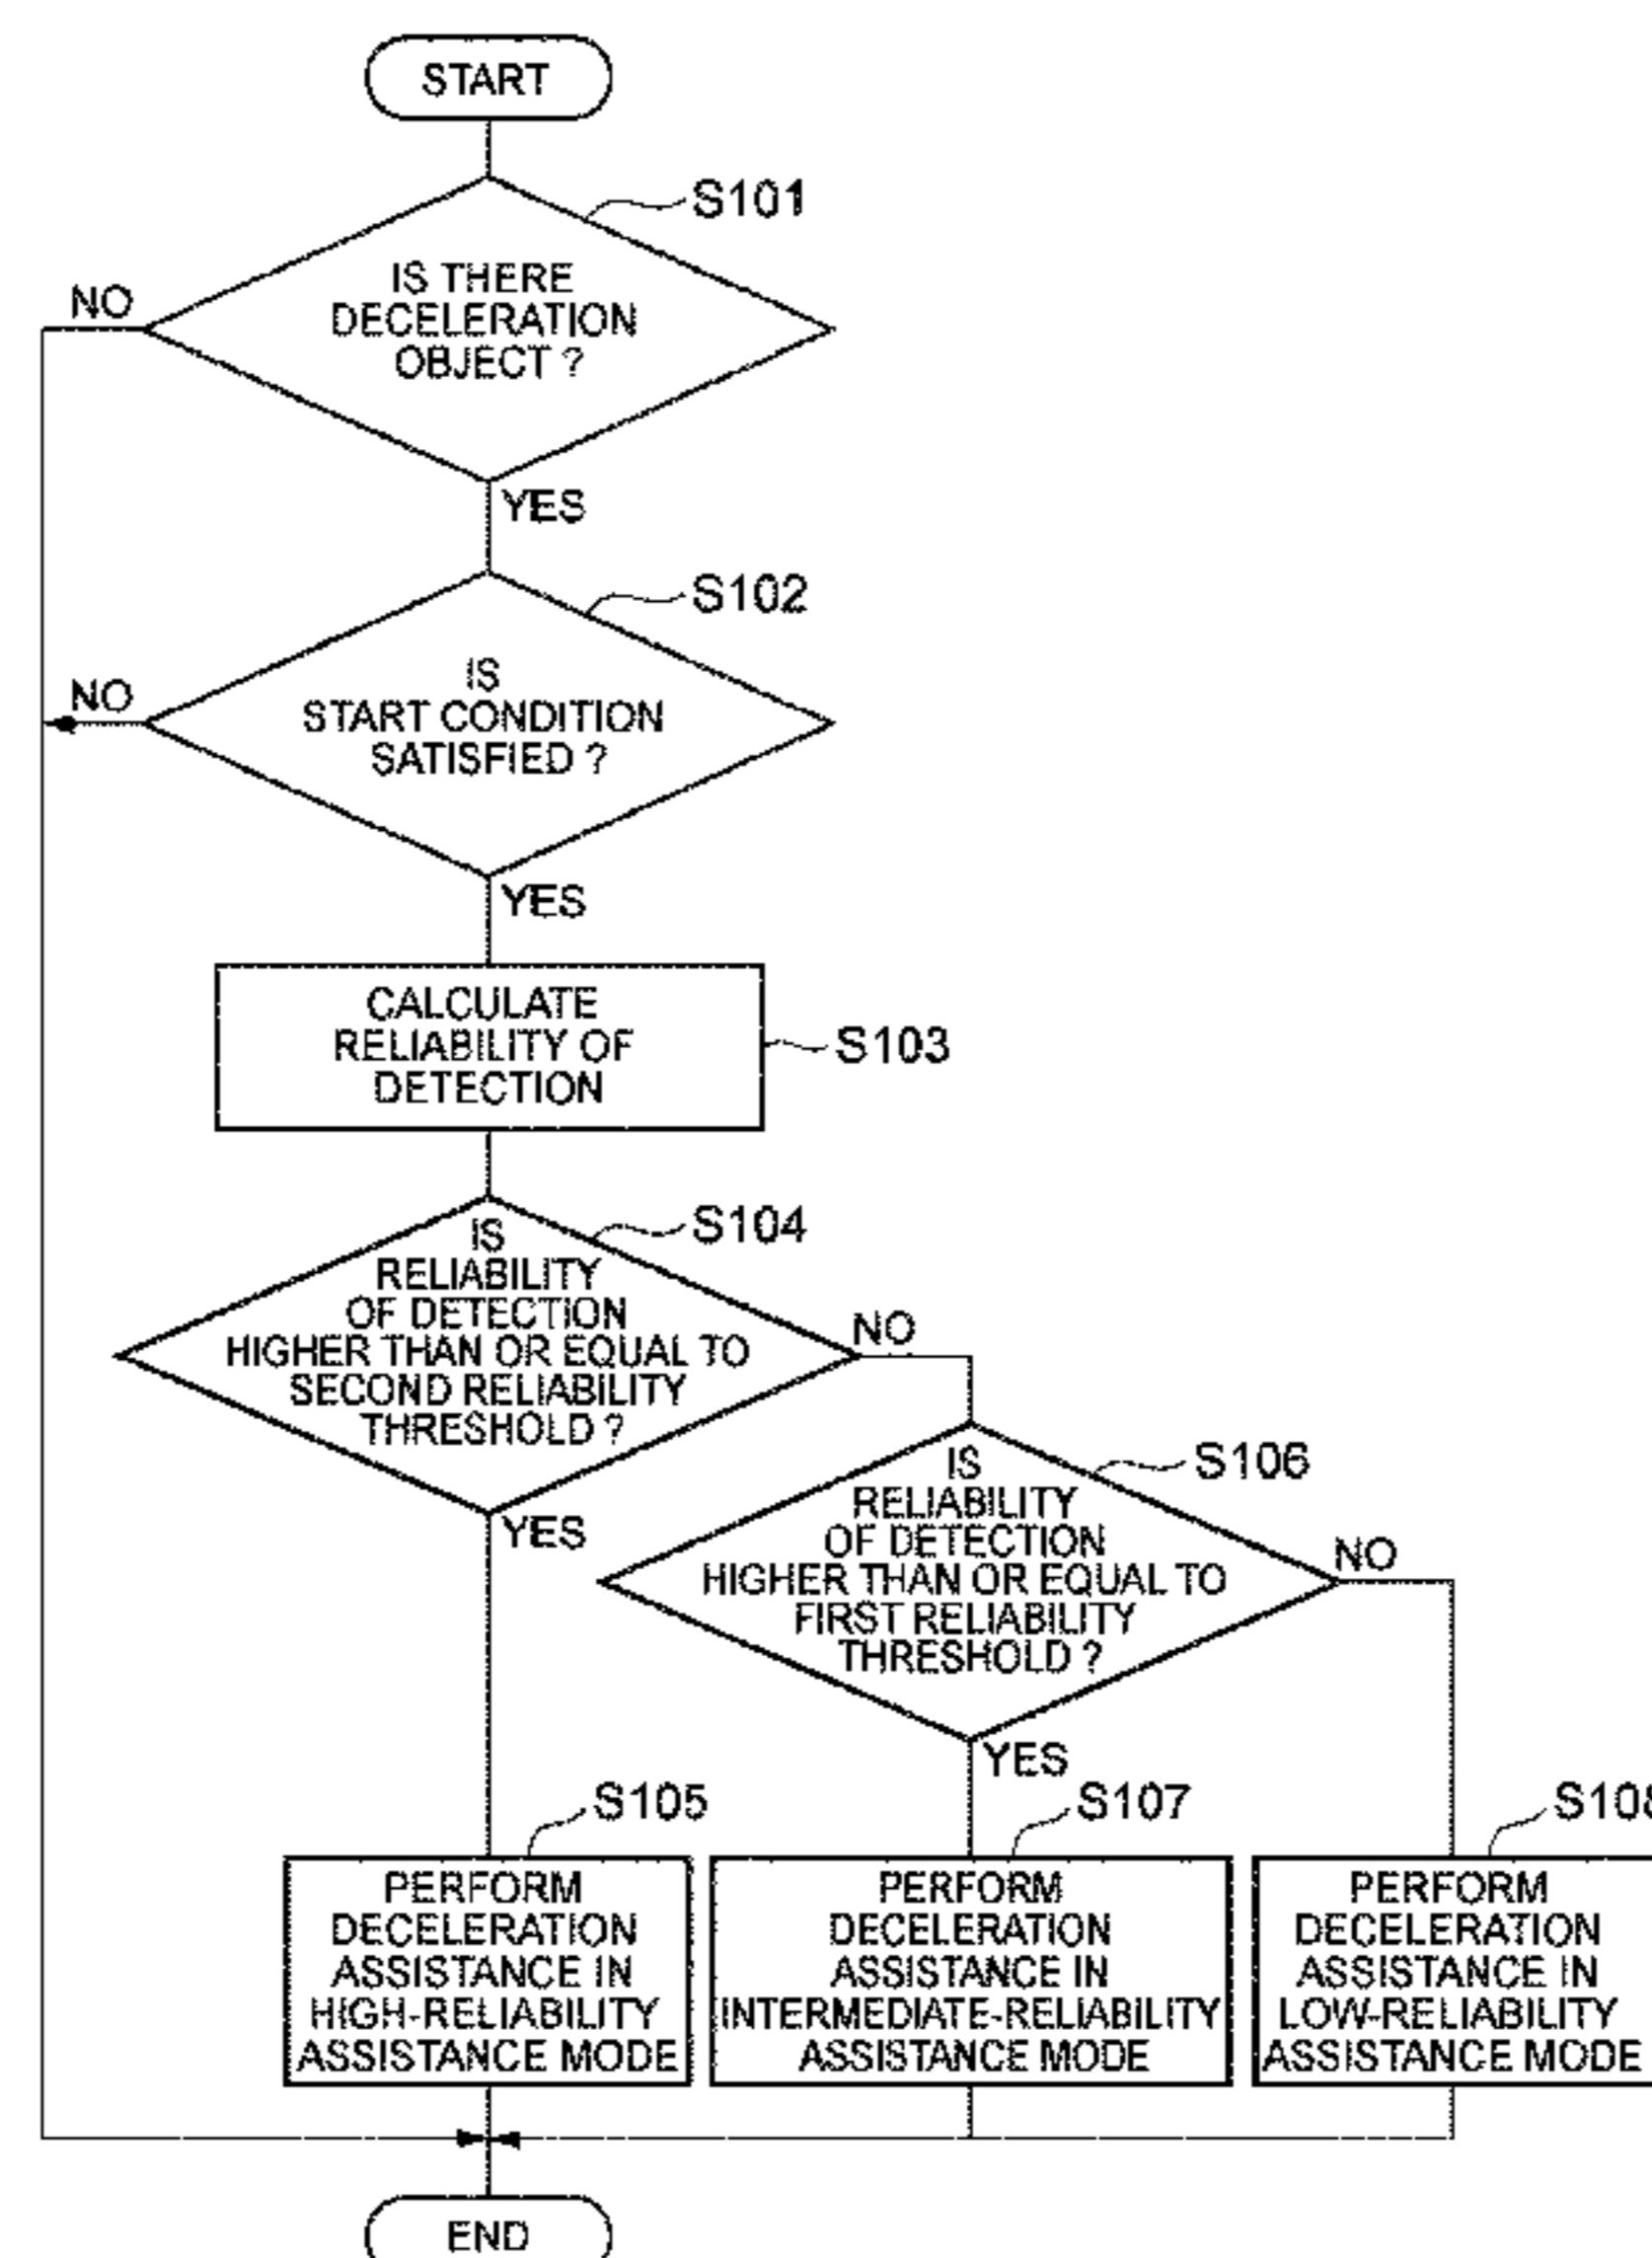 START
S101
IS THERE
DECELERATION
OBJECT ?
NO
YES
S102
IS
START CONDITION
SATISFIED ?
NO
YES
CALCULATE
RELIABILITY OF
DETECTION
S103
S104
IS
RELIABILITY
OF DETECTION
HIGHER THAN OR EQUAL TO
SECOND RELIABILITY
THRESHOLD ?
NO
YES
S106
IS
RELIABILITY
OF DETECTION
HIGHER THAN OR EQUAL TO
FIRST RELIABILITY
THRESHOLD ?
NO
YES
S105
PERFORM
DECELERATION
ASSISTANCE IN
HIGH-RELIABILITY
ASSISTANCE MODE
S107
PERFORM
DECELERATION
ASSISTANCE IN
INTERMEDIATE-RELIABILITY
ASSISTANCE MODE
S108
PERFORM
DECELERATION
ASSISTANCE IN
LOW-RELIABILITY
ASSISTANCE MODE
END